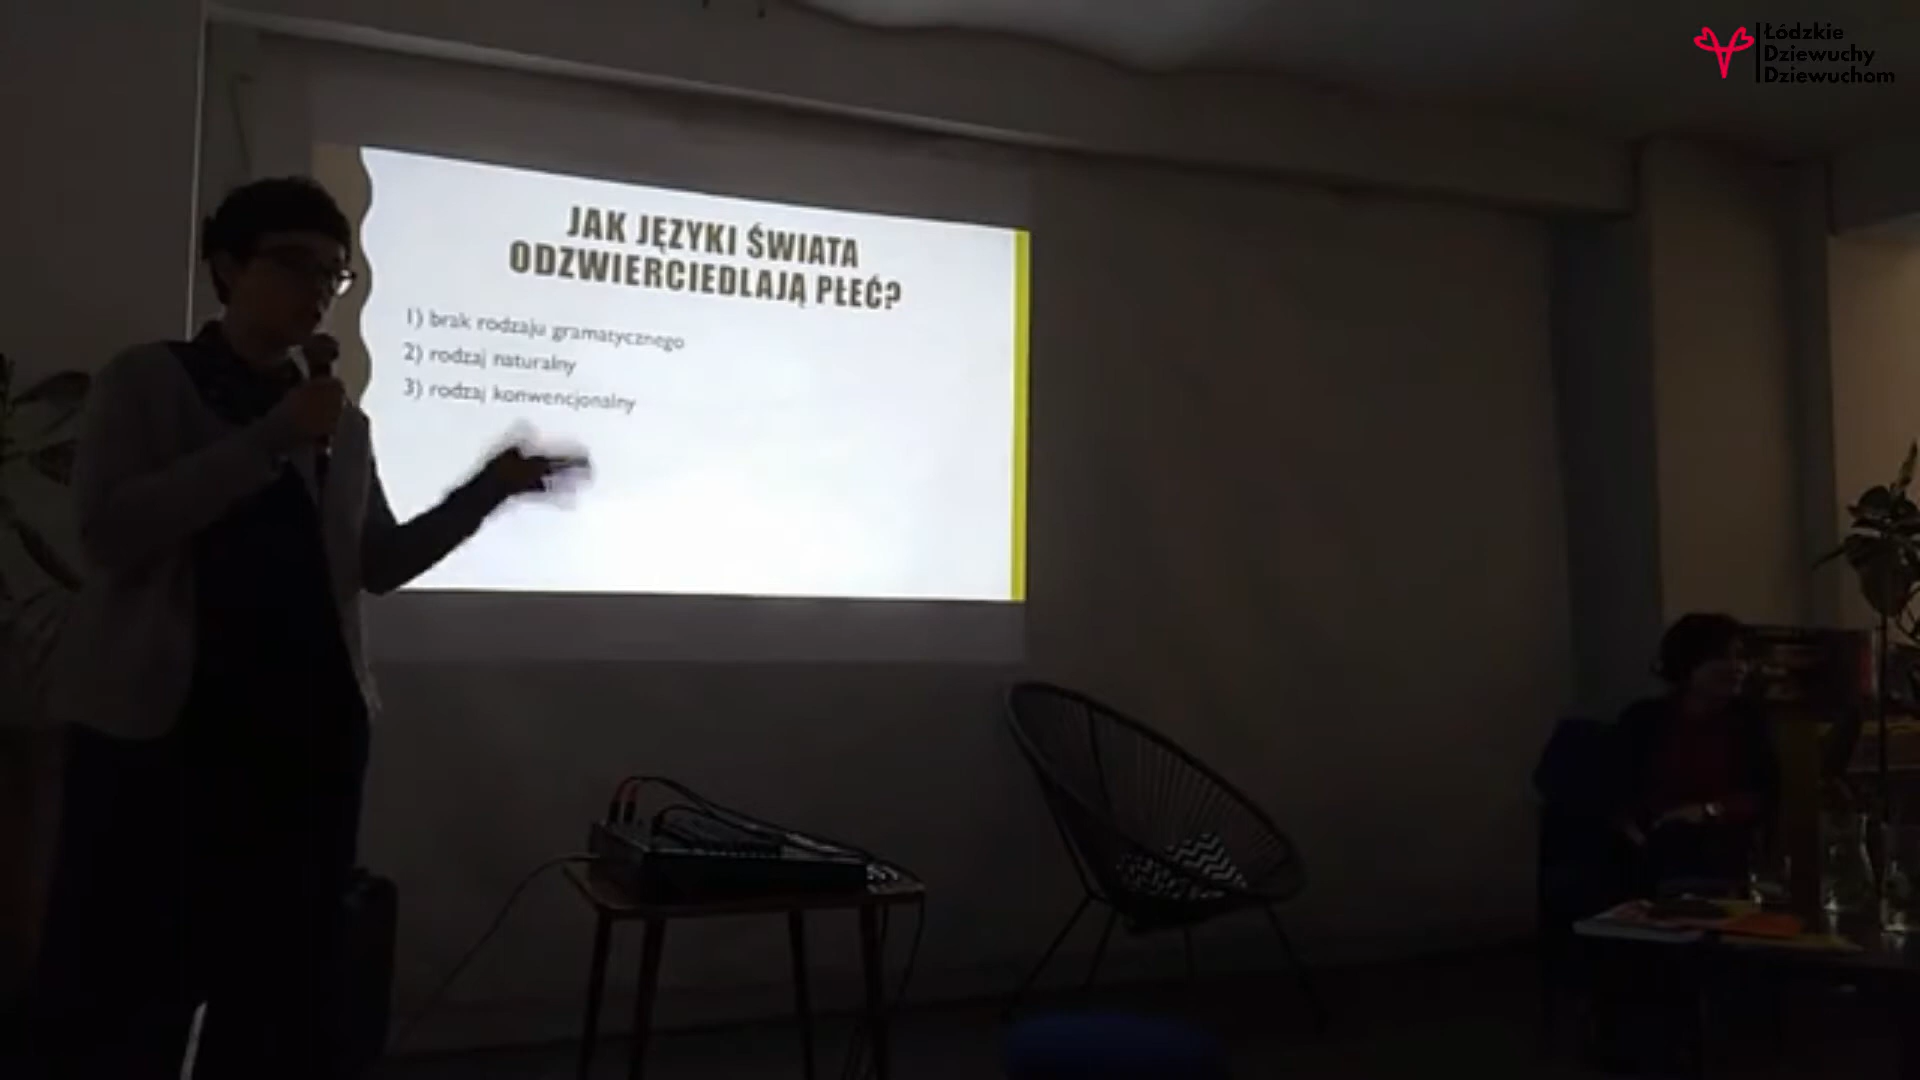 Łódzkie
Dziewuchy
Dziewuchom
JAK JĘZYKI ŚWIATA
ODZWIERCIEDLAJĄ PŁEĆ?
1) brak rodzaju gramatycznego
2) rodzaj naturalny
3) rodzaj konwencjonalny